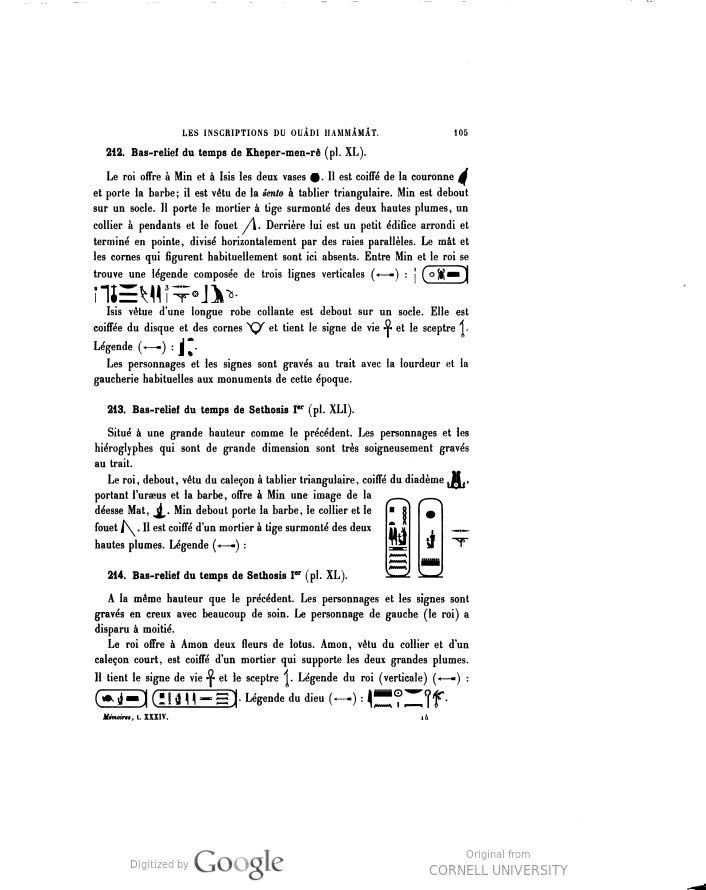 LES INSCRIPTIONS DU OUÂDI HAMMÂMÂT. 105
212. Bas-relief du temps de Kheper-men-rê (pl. XL).
Le roi offre à Min et à Isis les deux vases . Il est coiffé de la couronne
et porte la barbe; il est vêtu de la šento à tablier triangulaire. Min est debout
sur un socle. Il porte le mortier à tige surmonté des deux hautes plumes, un
collier à pendants et le fouet . Derrière lui est un petit édifice arrondi et
terminé en pointe, divisé horizontalement par des raies parallèles. Le mât et
les cornes qui figurent habituellement sont ici absents. Entre Min et le roi se
trouve une légende composée de trois lignes verticales (←) :
Isis vêtue d'une longue robe collante est debout sur un socle. Elle est
coiffée du disque et des cornes et tient le signe de vie et le sceptre .
Légende (←) : .
Les personnages et les signes sont gravés au trait avec la lourdeur et la
gaucherie habituelles aux monuments de cette époque.
213. Bas-relief du temps de Sethosis Iᵉʳ (pl. XLI).
Situé à une grande hauteur comme le précédent. Les personnages et les
hiéroglyphes qui sont de grande dimension sont très soigneusement gravés
au trait.
Le roi, debout, vêtu du caleçon à tablier triangulaire, coiffé du diadème ,
portant l'uræus et la barbe, offre à Min une image de la
déesse Mat, . Min debout porte la barbe, le collier et le
fouet . Il est coiffé d'un mortier à tige surmonté des deux
hautes plumes. Légende (←) :
214. Bas-relief du temps de Sethosis Iᵉʳ (pl. XL).
A la même hauteur que le précédent. Les personnages et les signes sont
gravés en creux avec beaucoup de soin. Le personnage de gauche (le roi) a
disparu à moitié.
Le roi offre à Amon deux fleurs de lotus. Amon, vêtu du collier et d'un
caleçon court, est coiffé d'un mortier qui supporte les deux grandes plumes.
Il tient le signe de vie et le sceptre . Légende du roi (verticale) (←) :
. Légende du dieu (←) : .
Mémoires, t. XXXIV. 14
Digitized by Google
Original from
CORNELL UNIVERSITY